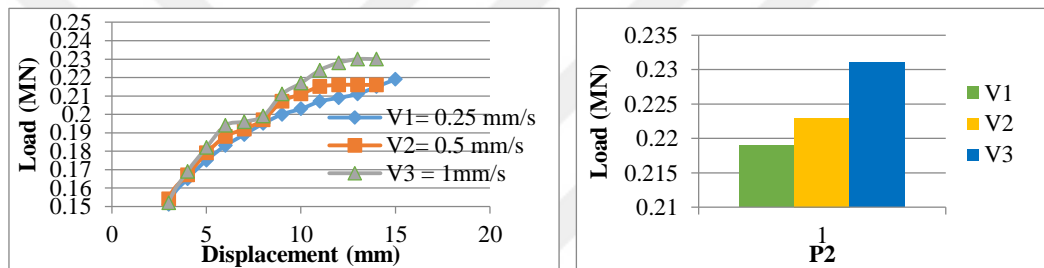 0.25
0.24
0.23
0.22
0.21
0.2
0.19
0.18
0.17
0.16
0.15
Load (MN)
0 5 10 15 20
Displacement (mm)
V1= 0.25 mm/s
V2= 0.5 mm/s
V3 = 1mm/s
0.235
0.23
0.225
0.22
0.215
0.21
Load (MN)
1
P2
V1
V2
V3